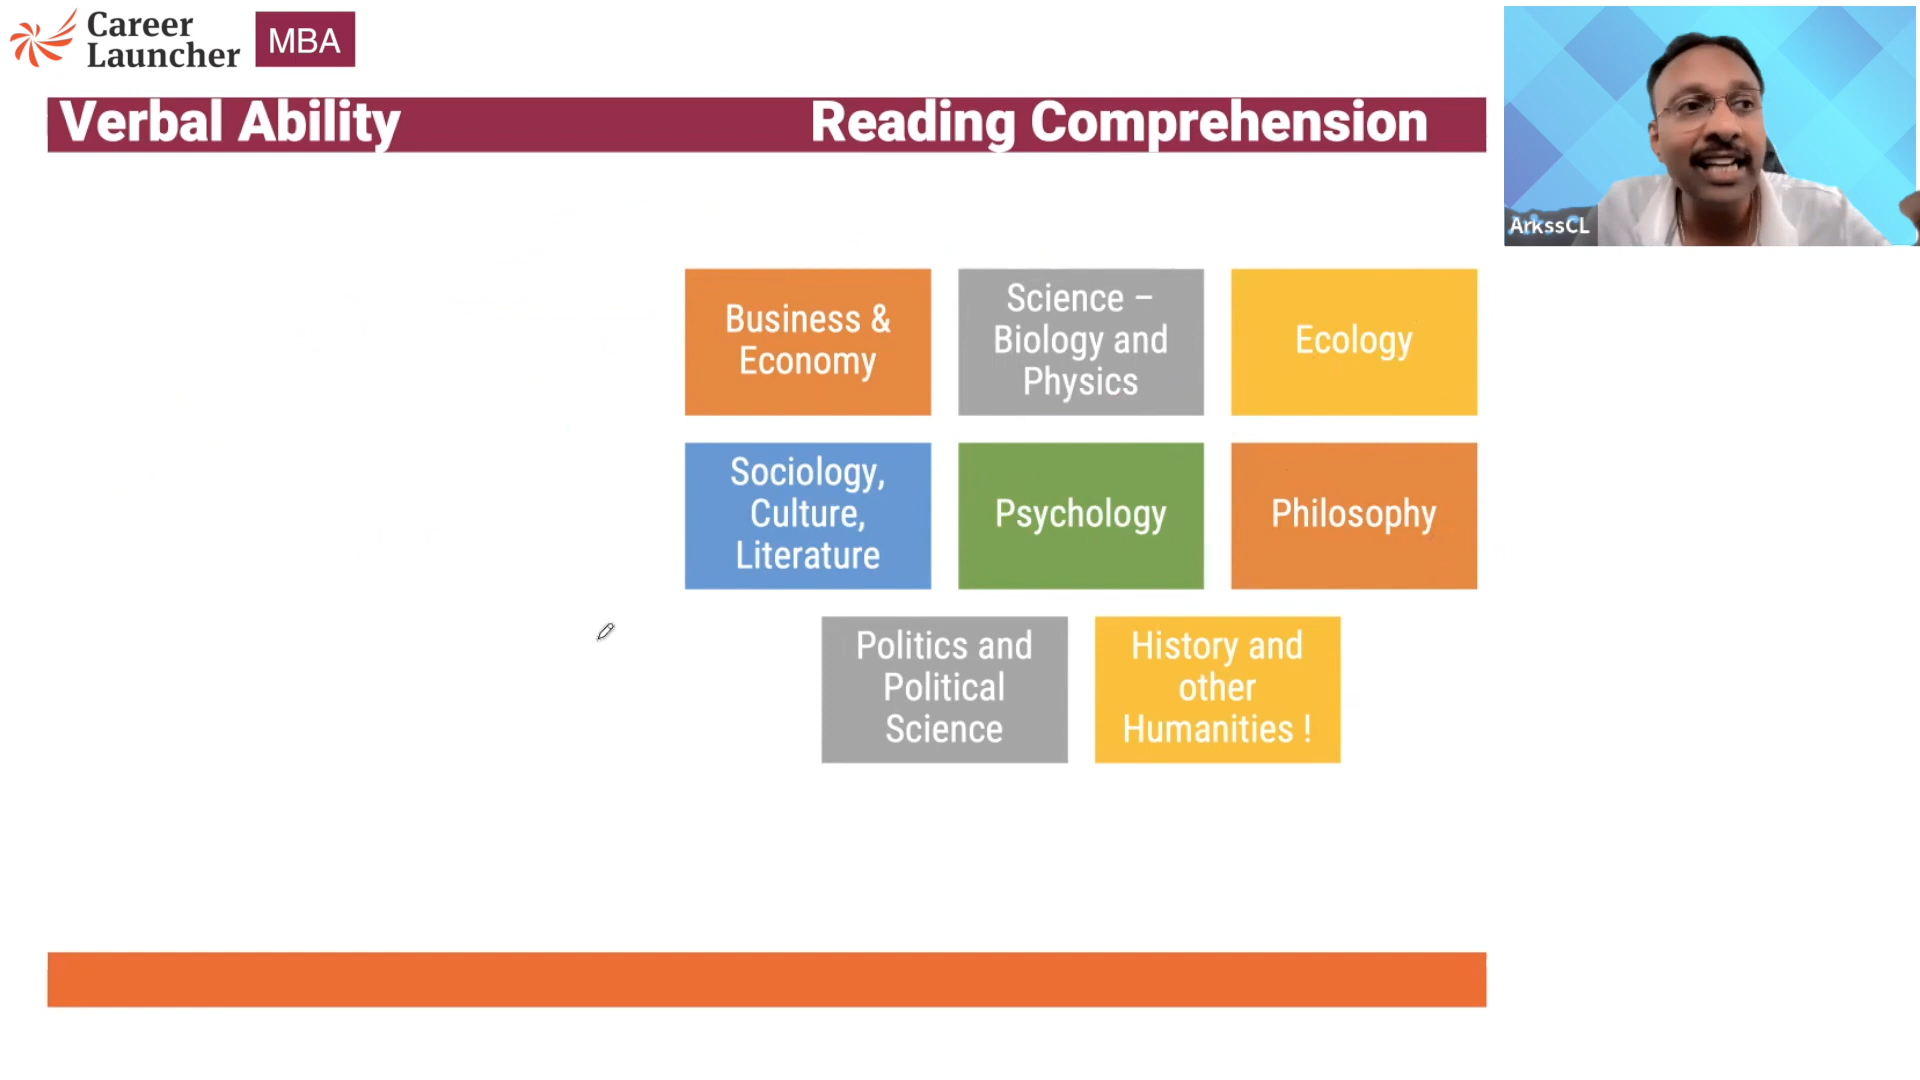 Career
Launcher
MBA
Verbal Ability
Reading Comprehension
ArkssCL
Business &
Economy
Science –
Biology and
Physics
Ecology
Sociology,
Culture,
Literature
Psychology
Philosophy
Politics and
Political
Science
History and
other
Humanities !